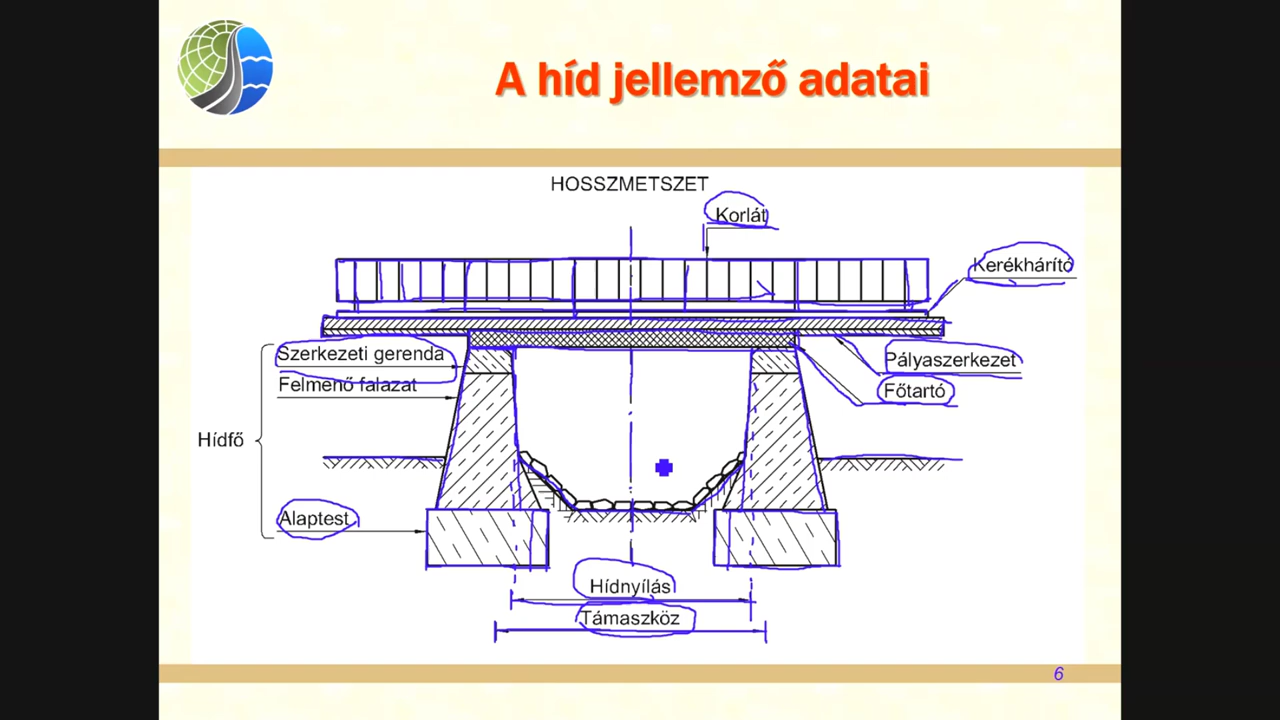 A híd jellemző adatai
HOSSZMETSZET
Korlát
Kerékhárító
Szerkezeti gerenda
Pályaszerkezet
Felmenő falazat
Főtartó
Hídfő
Alaptest
Hídnyílás
Támaszköz
6